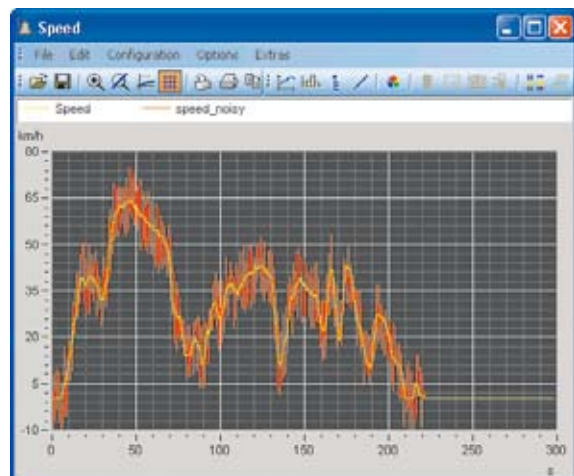 Speed
File Edit Configuration Options Extras
Speed speed_noisy
km/h
80
65
50
35
20
5
-10
0 50 100 150 200 250 300
s